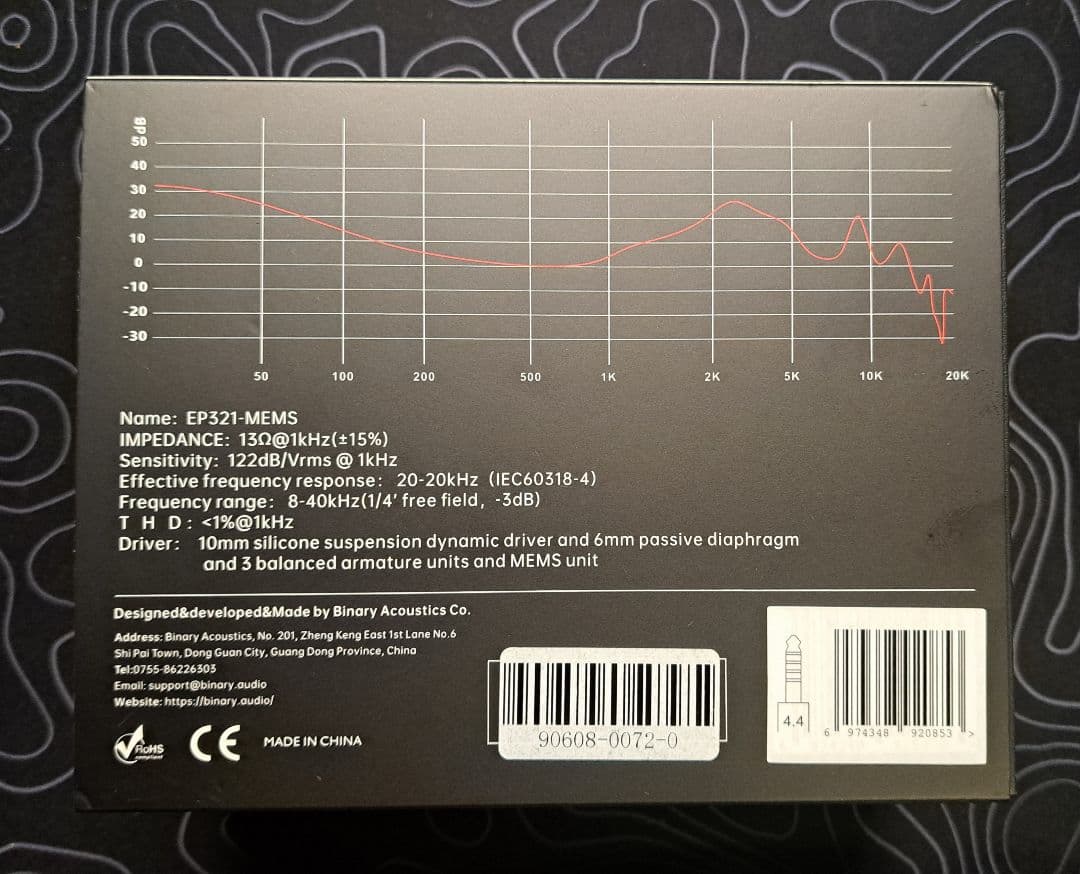 dB
50
40
30
20
10
0
-10
-20
-30
50 100 200 500 1K 2K 5K 10K 20K
Name: EP321-MEMS
IMPEDANCE: 13Ω@1kHz(±15%)
Sensitivity: 122dB/Vrms @ 1kHz
Effective frequency response: 20-20kHz (IEC60318-4)
Frequency range: 8-40kHz(1/4' free field, -3dB)
T H D: <1%@1kHz
Driver: 10mm silicone suspension dynamic driver and 6mm passive diaphragm
and 3 balanced armature units and MEMS unit
Designed&developed&Made by Binary Acoustics Co.
Address: Binary Acoustics, No. 201, Zheng Keng East 1st Lane No.6
Shi Pai Town, Dong Guan City, Guang Dong Province, China
Tel:0755-86226303
Email: support@binary.audio
Website: https://binary.audio/
RoHS
compliant
CE
MADE IN CHINA
90608-0072-0
4.4
6 974348 920853 >